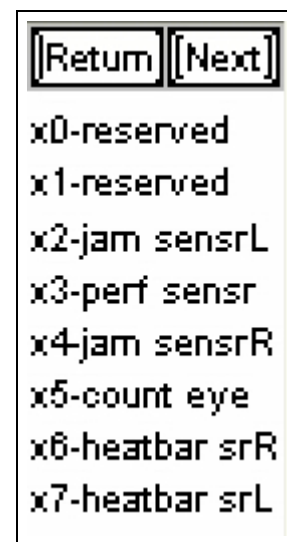 [Return] [Next]
x0-reserved
x1-reserved
x2-jam sensrL
x3-perf sensr
x4-jam sensrR
x5-count eye
x6-heatbar srR
x7-heatbar srL